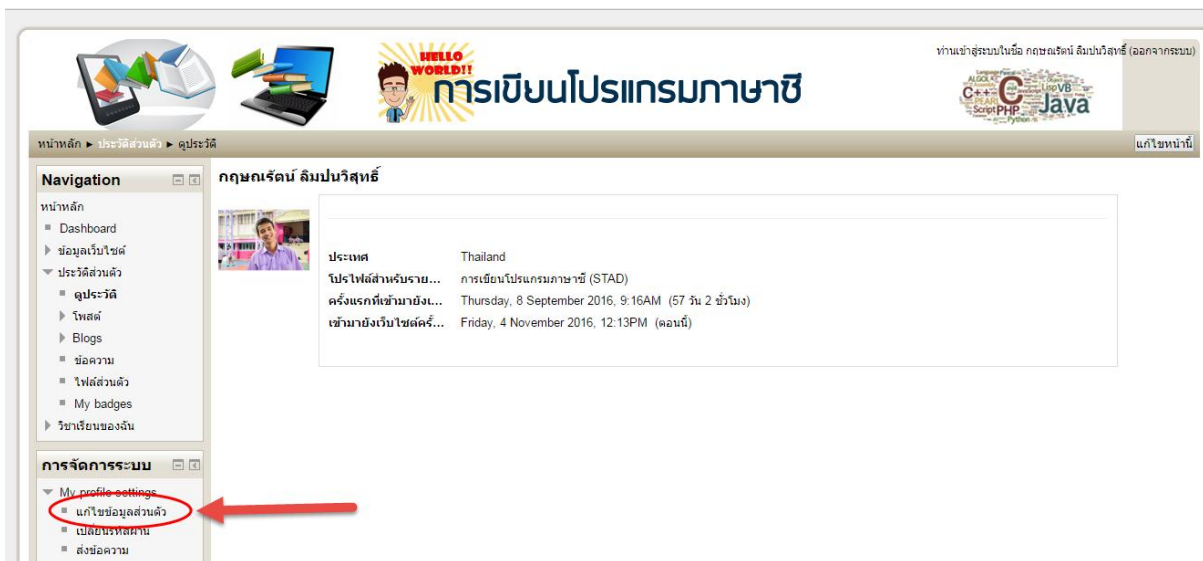 ท่านเข้าสู่ระบบในชื่อ กฤษณรัตน์ ลิมปนวิสุทธิ์ (ออกจากระบบ)
HELLO
WORLD!!
การเขียนโปรแกรมภาษาซี
ALGOL
Lisp VB
C++ C
PEARL
Script PHP Java
Python
หน้าหลัก ► ประวัติส่วนตัว ► ดูประวัติ
แก้ไขหน้านี้
Navigation
หน้าหลัก
Dashboard
ข้อมูลเว็บไซต์
ประวัติส่วนตัว
ดูประวัติ
โพสต์
Blogs
ข้อความ
ไฟล์ส่วนตัว
My badges
วิชาเรียนของฉัน
การจัดการระบบ
My profile settings
แก้ไขข้อมูลส่วนตัว
เปลี่ยนรหัสผ่าน
ส่งข้อความ
กฤษณรัตน์ ลิมปนวิสุทธิ์
ประเทศ Thailand
โปรไฟล์สำหรับราย... การเขียนโปรแกรมภาษาซี (STAD)
ครั้งแรกที่เข้ามายังเ... Thursday, 8 September 2016, 9:16AM (57 วัน 2 ชั่วโมง)
เข้ามายังเว็บไซต์ครั้... Friday, 4 November 2016, 12:13PM (ตอนนี้)